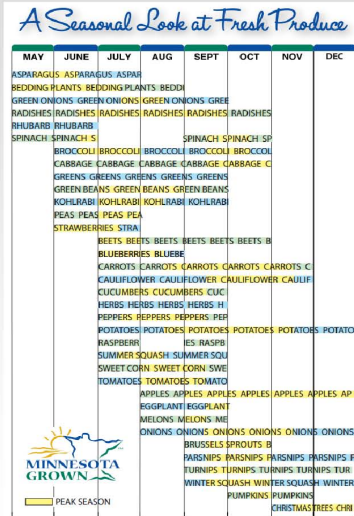 A Seasonal Look at Fresh Produce
MAY JUNE JULY AUG SEPT OCT NOV DEC
ASPARAGUS ASPARAGUS ASPAR
BEDDING PLANTS BEDDING PLANTS BEDDI
GREEN ONIONS GREEN ONIONS GREEN ONIONS GREE
RADISHES RADISHES RADISHES RADISHES RADISHES RADISHES
RHUBARB RHUBARB
SPINACH SPINACH S SPINACH SPINACH SP
BROCCOLI BROCCOLI BROCCOLI BROCCOLI BROCCOL
CABBAGE CABBAGE CABBAGE CABBAGE CABBAGE C
GREENS GREENS GREENS GREENS GREENS
GREEN BEANS GREEN BEANS GREEN BEANS
KOHLRABI KOHLRABI KOHLRABI KOHLRABI
PEAS PEAS PEAS PEA
STRAWBERRIES STRA
BEETS BEETS BEETS BEETS BEETS BEETS B
BLUEBERRIES BLUEBE
CARROTS CARROTS CARROTS CARROTS CARROTS C
CAULIFLOWER CAULIFLOWER CAULIFLOWER CAULIF
CUCUMBERS CUCUMBERS CUC
HERBS HERBS HERBS HERBS H
PEPPERS PEPPERS PEPPERS PEP
POTATOES POTATOES POTATOES POTATOES POTATOES POTATO
RASPBERR IES RASPB
SUMMER SQUASH SUMMER SQU
SWEET CORN SWEET CORN SWE
TOMATOES TOMATOES TOMATO
APPLES APPLES APPLES APPLES APPLES APPLES AP
EGGPLANT EGGPLANT
MELONS MELONS ME
ONIONS ONIONS ONIONS ONIONS ONIONS ONIONS ONIONS
BRUSSELS SPROUTS B
PARSNIPS PARSNIPS PARSNIPS PARSNIPS P
TURNIPS TURNIPS TURNIPS TURNIPS TUR
WINTER SQUASH WINTER SQUASH WINTER
PUMPKINS PUMPKINS
CHRISTMAS TREES CHRI
MINNESOTA
GROWN
PEAK SEASON